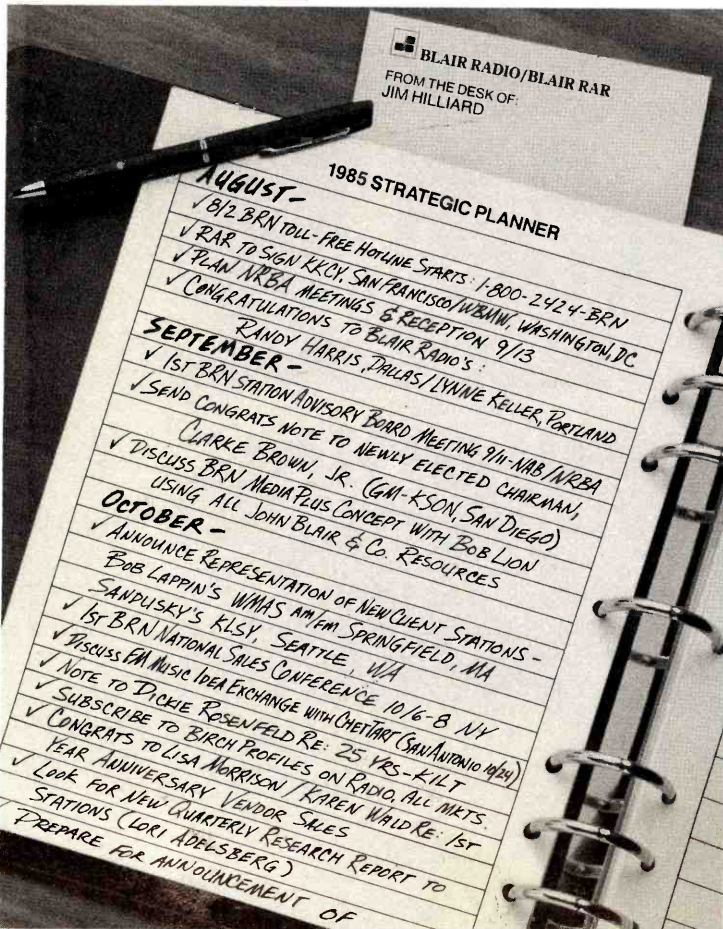 BLAIR RADIO/BLAIR RAR
FROM THE DESK OF:
JIM HILLIARD
1985 STRATEGIC PLANNER
AUGUST-
✓ 8/2 BRN TOLL-FREE HOTLINE STARTS: 1-800-2424-BRN
✓ RAR TO SIGN KKCY, SAN FRANCISCO/WBMW, WASHINGTON, DC
✓ PLAN NRBA MEETINGS & RECEPTION 9/13
✓ CONGRATULATIONS TO BLAIR RADIO'S:
RANDY HARRIS, DALLAS/LYNNE KELLER, PORTLAND
SEPTEMBER-
✓ 1ST BRN STATION ADVISORY BOARD MEETING 9/11-NAB/NRBA
✓ SEND CONGRATS NOTE TO NEWLY ELECTED CHAIRMAN,
CLARKE BROWN, JR. (GM-KSON, SAN DIEGO)
✓ DISCUSS BRN MEDIA PLUS CONCEPT WITH BOB LION
USING ALL JOHN BLAIR & CO. RESOURCES
OCTOBER-
✓ ANNOUNCE REPRESENTATION OF NEW CLIENT STATIONS-
BOB LAPPIN'S WMAS AM/FM SPRINGFIELD, MA
SANDUSKY'S KLSY, SEATTLE, WA
✓ 1ST BRN NATIONAL SALES CONFERENCE 10/6-8 NY
✓ DISCUSS FM MUSIC IDEA EXCHANGE WITH CHET TART (SAN ANTONIO 10/24)
✓ NOTE TO DICKIE ROSENFELD RE: 25 YRS-KILT
✓ SUBSCRIBE TO BIRCH PROFILES ON RADIO, ALL MKTS.
✓ CONGRATS TO LISA MORRISON/KAREN WALD RE: 1ST
YEAR ANNIVERSARY VENDOR SALES
✓ LOOK FOR NEW QUARTERLY RESEARCH REPORT TO
STATIONS (LORI ADELSBERG)
✓ PREPARE FOR ANNOUNCEMENT OF